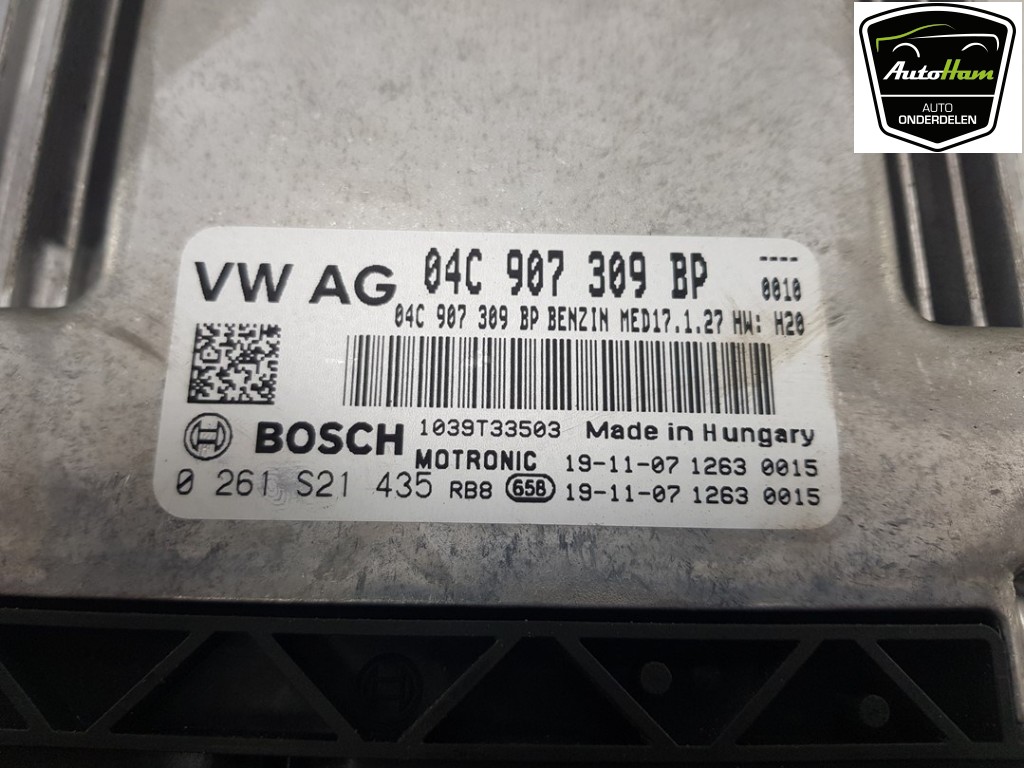 AutoHam
AUTO
ONDERDELEN
VW AG 04C 907 309 BP ----
0010
04C 907 309 BP BENZIN MED17.1.27 HW: H20
BOSCH 1039T33503 Made in Hungary
MOTRONIC 19-11-07 1263 0015
0 261 S21 435 RB8 658 19-11-07 1263 0015